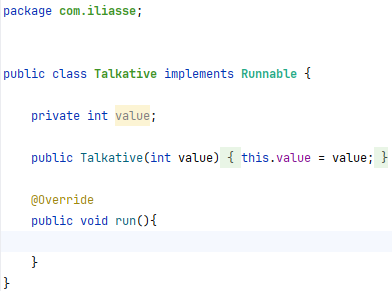 package com.iliasse;
public class Talkative implements Runnable {
private int value;
public Talkative(int value) { this.value = value; }
@Override
public void run(){
}
}